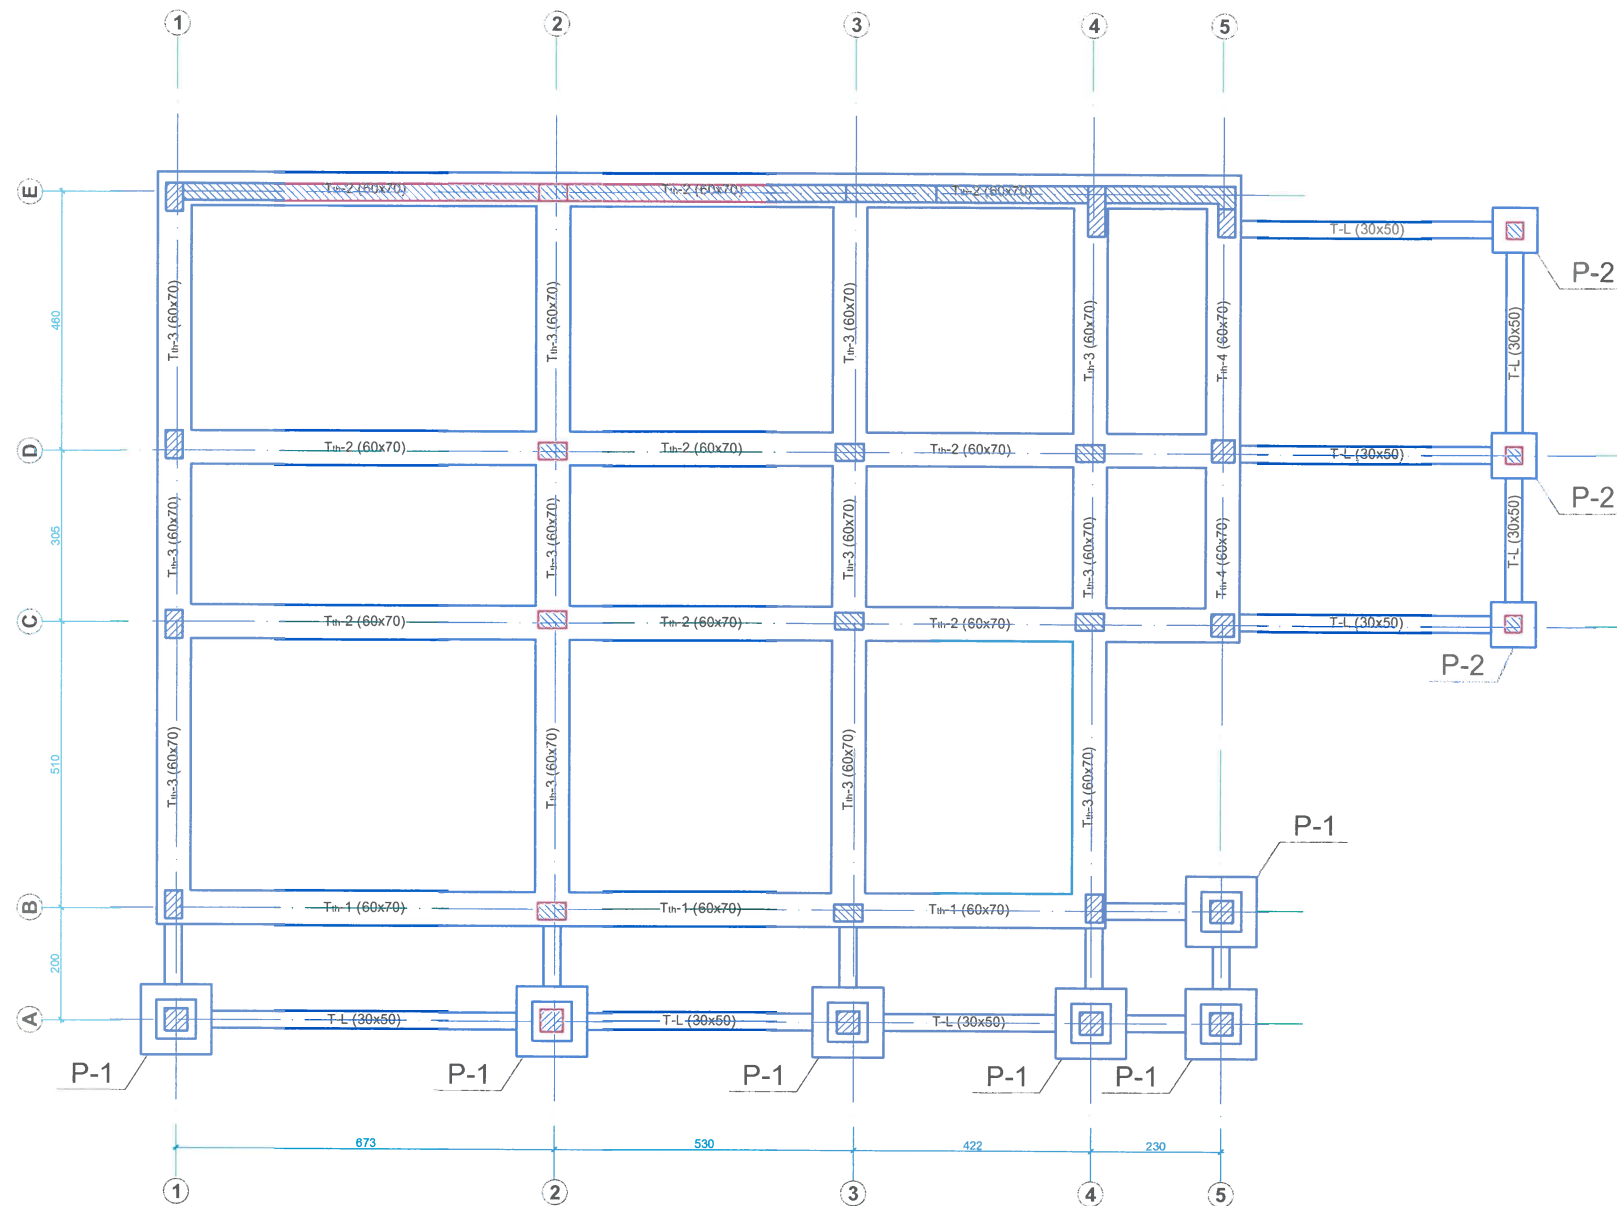 1 2 3 4 5
E
Tth-2 (60x70) Tth-2 (60x70) Tth-2 (60x70)
T-L (30x50)
P-2
460
Tth-3 (60x70) Tth-3 (60x70) Tth-3 (60x70) Tth-3 (60x70) Tth-4 (60x70) T-L (30x50)
D
Tth-2 (60x70) Tth-2 (60x70) Tth-2 (60x70) T-L (30x50)
P-2
305
Tth-3 (60x70) Tth-3 (60x70) Tth-3 (60x70) Tth-3 (60x70) Tth-4 (60x70) T-L (30x50)
C
Tth-2 (60x70) Tth-2 (60x70) Tth-2 (60x70) T-L (30x50)
P-2
510
Tth-3 (60x70) Tth-3 (60x70) Tth-3 (60x70) Tth-3 (60x70)
P-1
B
Tth-1 (60x70) Tth-1 (60x70) Tth-1 (60x70)
200
A
T-L (30x50) T-L (30x50) T-L (30x50)
P-1 P-1 P-1 P-1 P-1
673 530 422 230
1 2 3 4 5